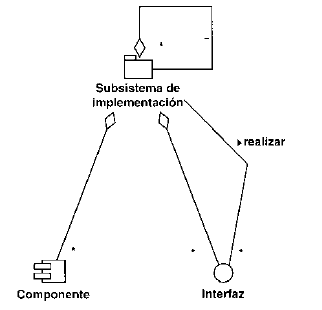 *
Subsistema de
implementación
realizar
*
* *
Componente
Interfaz